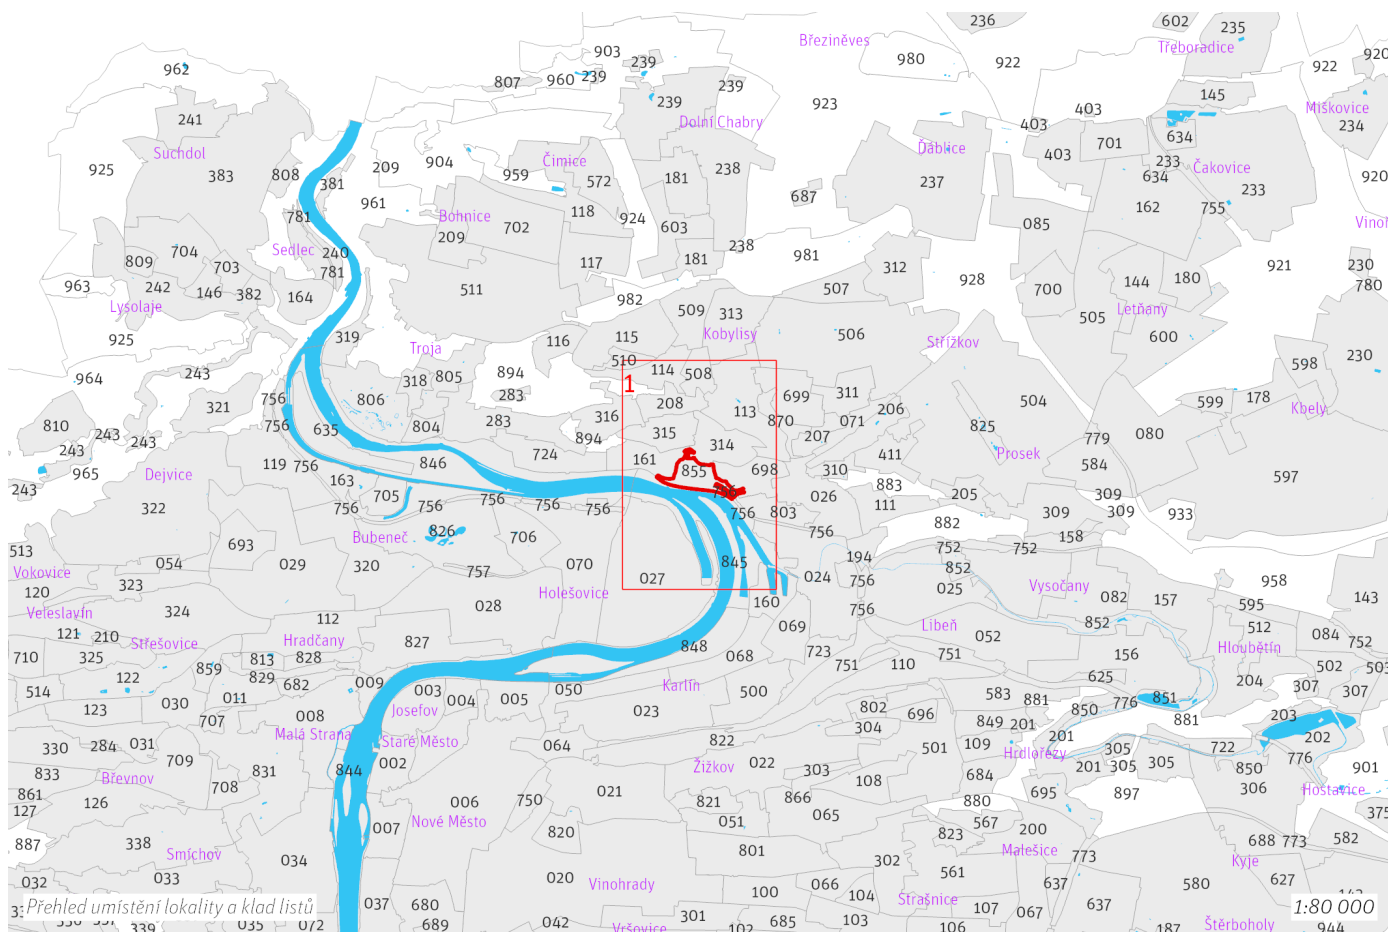 236 602 235
Březiněves Třeboradice
903 980 922 920
962 239 922
807 960 239
239 239 145 Miškovice
923 403
241 Dolní Chabry 403 234
634
Suchdol Ďáblice 403 701
925 209 904 Čimice 238 233 Čakovice
383 808 959 181 634 920
381 572 237 233
961 687
781 Bohnice 118 924 162 755
702 603 085 Vinoř
209 238
Sedlec 240 981
704 809 703 781 117 181 312 921 230
963 242 146 382 164 511 507 928 700 144 180 780
982
Lysolaje 509 313 505 Letňany
925 319 115 Kobylisy 506 600
Troja 116 Střížkov 230
510 598
964 243 318 805 894 1 114 508
283 699 311 599 178
756 806 208 504
321 316 113 870 071 206 Kbely
810 756 635 804 283 315 207 825
243 243 243 894 314 779 080
965 Dejvice 119 756 846 724 161 855 698 310 411 Prosek 584 597
243 163 883
705 756 756 756 756 026 205 309
322 756 756 756 803 111 309 309 933
826 706 882
513 693 Bubeneč 756 158
054 845 194 752 752
Vokovice 029 320 757 070 852 958
323 027 024 756 025 Vysočany
120 Holešovice 082 157 143
Veleslavín 324 028 160 756 595
121 210 112 069 Libeň 852 512 084
Střešovice Hradčany 827 052 752
710 325 813 828 848 723 951 156 Hloubětín
859 829 068 751 110 502 503
514 122 682 009 Karlín 625 204 307 307
123 030 011 003 004 005 050 500 583 881 776 851
707 008 Josefov 023 802 696 849 201 850 881 203
Malá Strana Staré Město 304 201 202
330 284 031 064 822 501 109 Hrdlořezy 305 722 776
709 002 Žižkov 022 303 201 305 305 850 901
833 Břevnov 831 844 108 684
861 708 021 695 897 306 Hostavice
126 006 750 821 866 880
127 007 Nové Město 051 065 567 375
887 338 820 823 200 688 773 582
Smíchov 034 801 302 Malešice 773 Kyje
032 033 020 Vinohrady 066 561 637 580 627
100 104 Strašnice
Přehled umístění lokality a klad listů 037 680 301 107 067 637 1:80 000
339 035 072 689 042 Vršovice 102 685 103 106 187 Štěrboholy 944